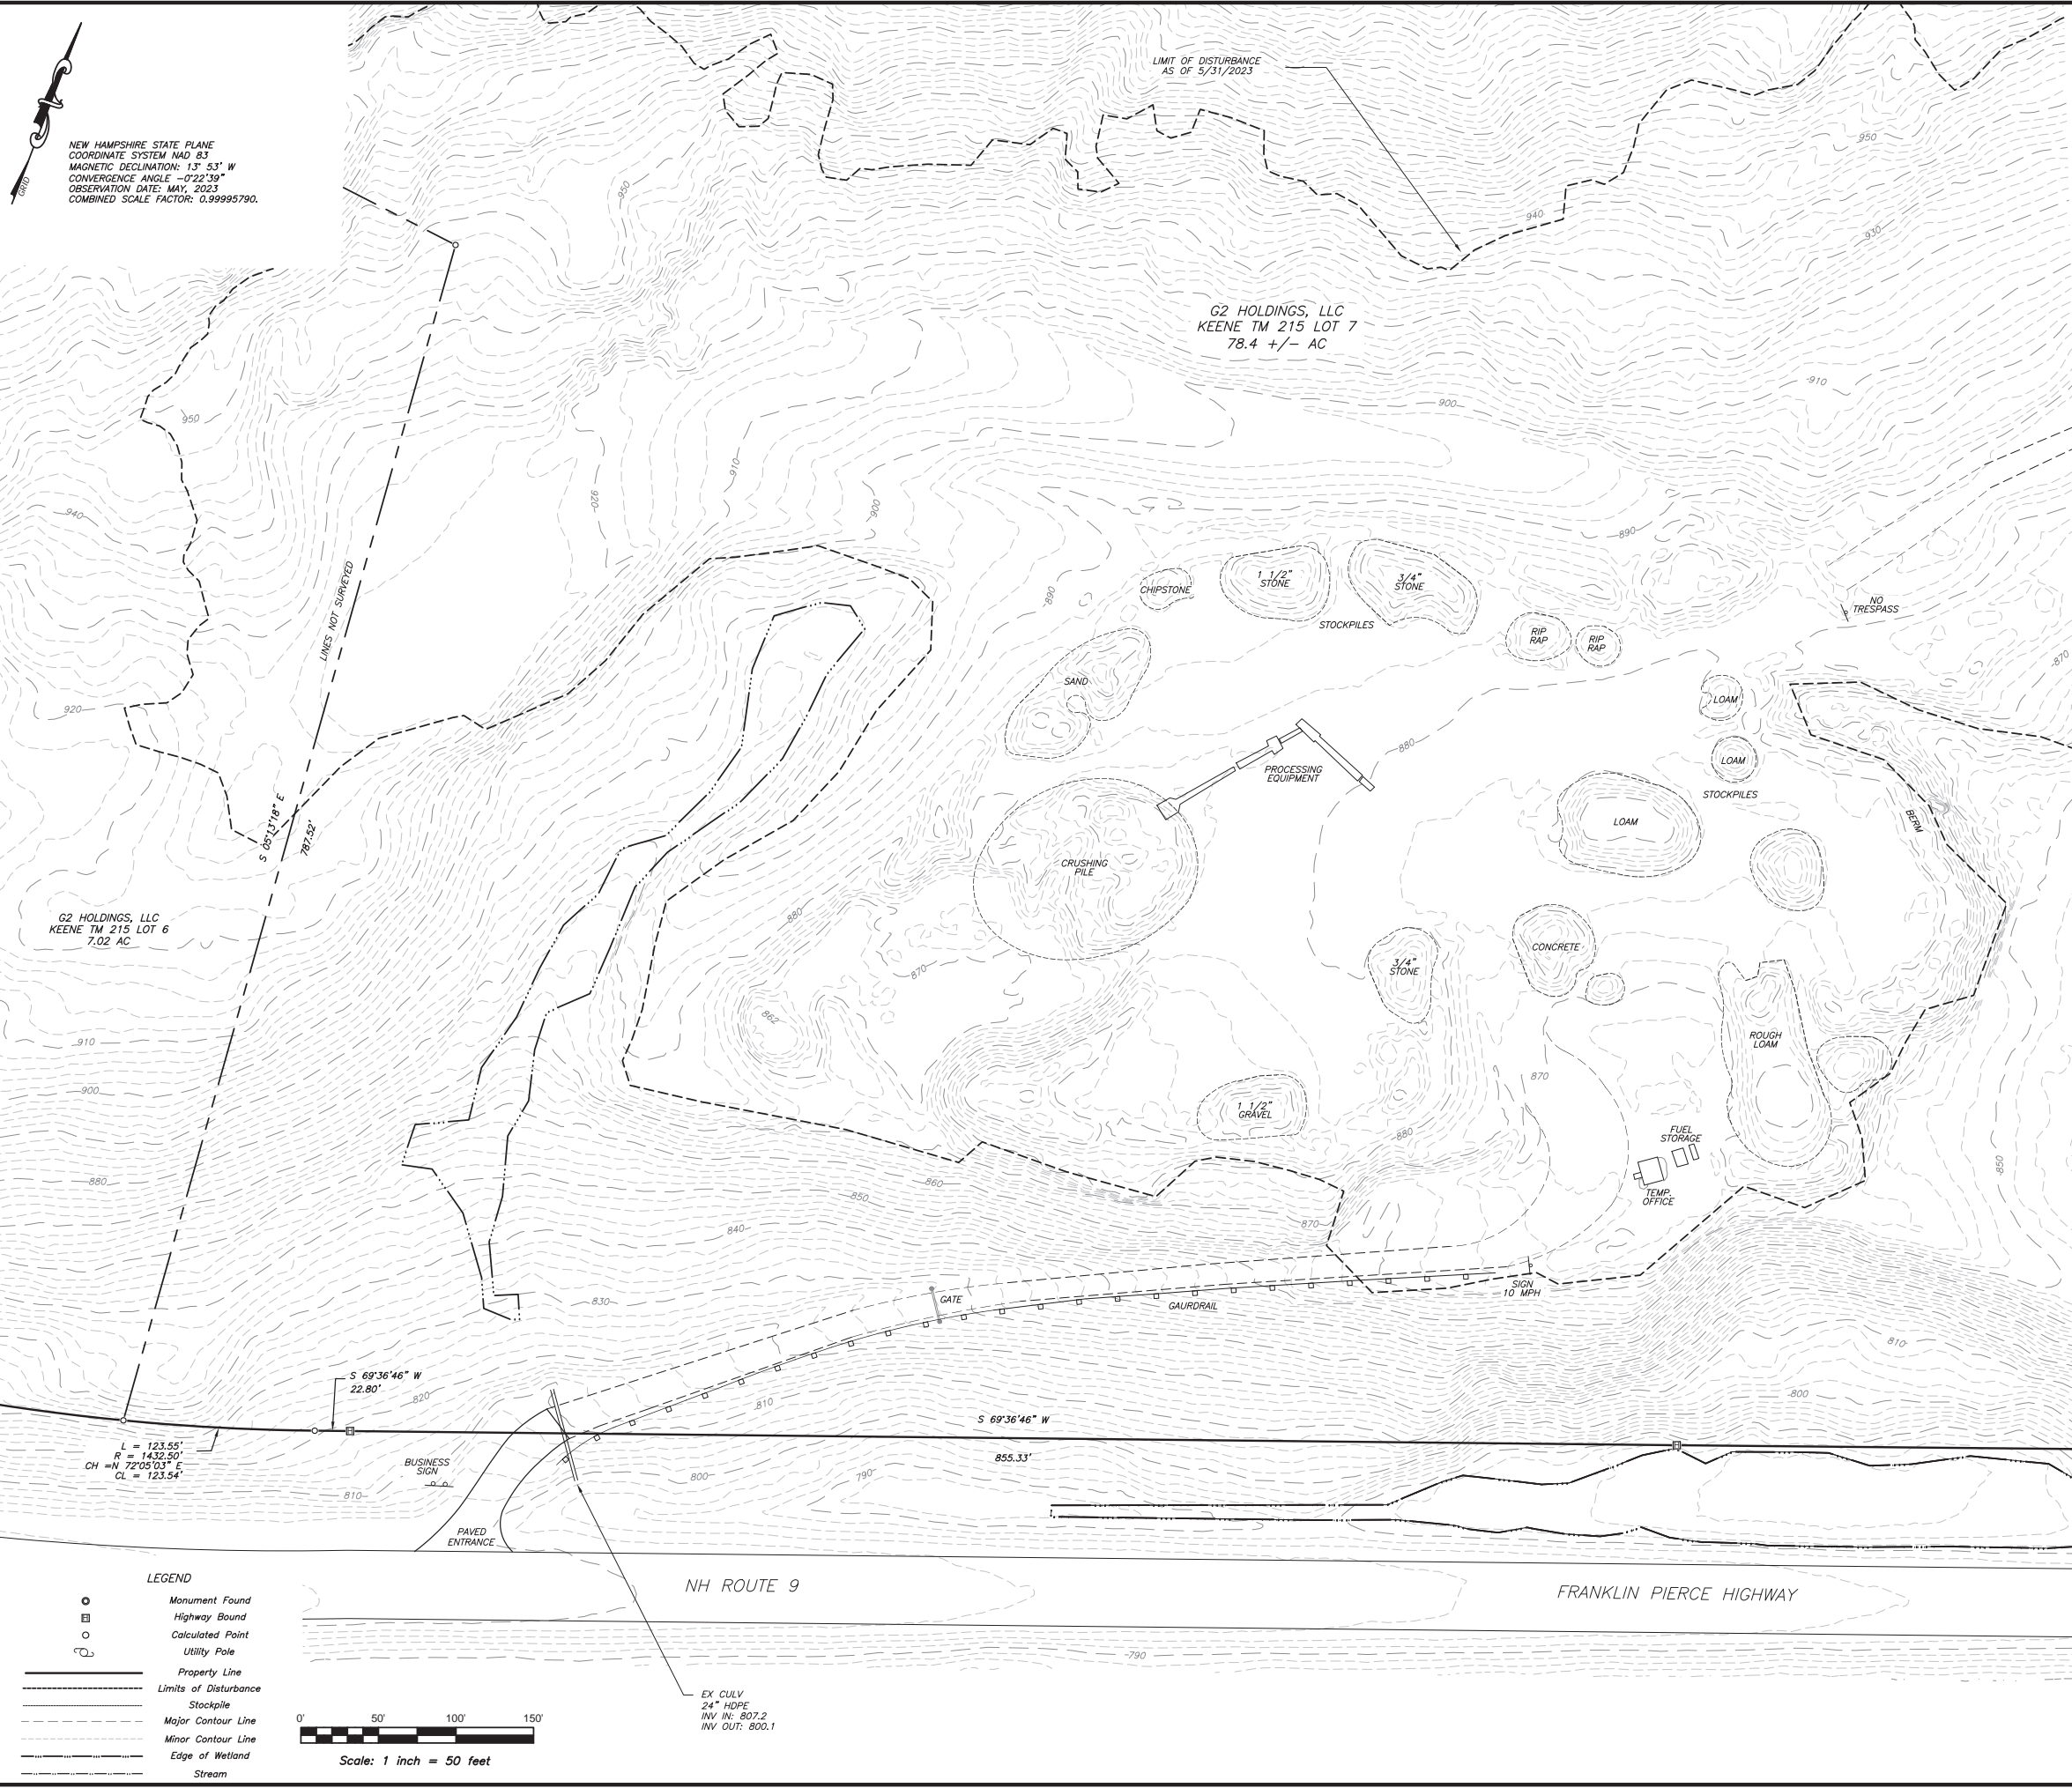 LIMIT OF DISTURBANCE
AS OF 5/31/2023
NEW HAMPSHIRE STATE PLANE
COORDINATE SYSTEM NAD 83
MAGNETIC DECLINATION: 13° 53' W
CONVERGENCE ANGLE -0°22'39"
OBSERVATION DATE: MAY, 2023
COMBINED SCALE FACTOR: 0.99995790.
GRID
950
950
940
930
G2 HOLDINGS, LLC
KEENE TM 215 LOT 7
78.4 +/- AC
910
900
950
910
920
900
940
890
890
LINES NOT SURVEYED
CHIPSTONE
1 1/2"
STONE
3/4"
STONE
STOCKPILES
RIP
RAP
RIP
RAP
NO
TRESPASS
870
SAND
LOAM
920
880
PROCESSING
EQUIPMENT
LOAM
STOCKPILES
S 05°13'18" E
787.52'
LOAM
BERM
CRUSHING
PILE
G2 HOLDINGS, LLC
KEENE TM 215 LOT 6
7.02 AC
880
870
3/4"
STONE
CONCRETE
862
910
900
ROUGH
LOAM
870
1 1/2"
GRAVEL
880
FUEL
STORAGE
TEMP.
OFFICE
850
880
860
850
840
870
830
GATE
GAURDRAIL
SIGN
10 MPH
810
S 69°36'46" W
22.80'
820
810
800
S 69°36'46" W
855.33'
L = 123.55'
R = 1432.50'
CH =N 72°05'03" E
CL = 123.54'
BUSINESS
SIGN
810
800
790
PAVED
ENTRANCE
NH ROUTE 9
FRANKLIN PIERCE HIGHWAY
790
LEGEND
Monument Found
Highway Bound
Calculated Point
Utility Pole
Property Line
Limits of Disturbance
Stockpile
Major Contour Line
Minor Contour Line
Edge of Wetland
Stream
0' 50' 100' 150'
Scale: 1 inch = 50 feet
EX CULV
24" HDPE
INV IN: 807.2
INV OUT: 800.1